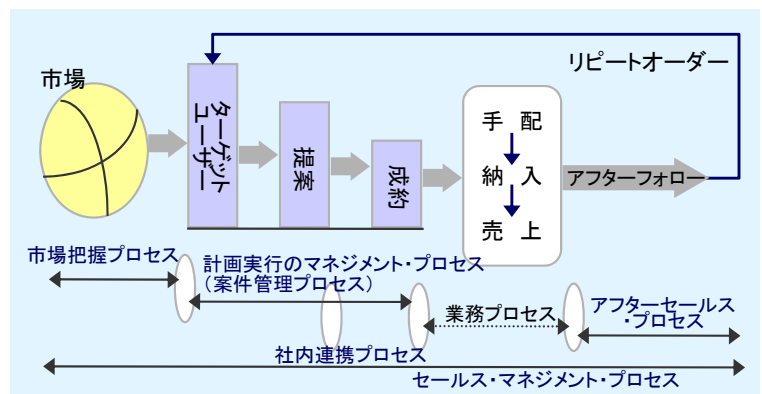 市場
リピートオーダー
ターゲット
ユーザー
提案
成約
手 配
納 入
売 上
アフターフォロー
市場把握プロセス
計画実行のマネジメント・プロセス
（案件管理プロセス）
業務プロセス
アフターセールス
・プロセス
社内連携プロセス
セールス・マネジメント・プロセス